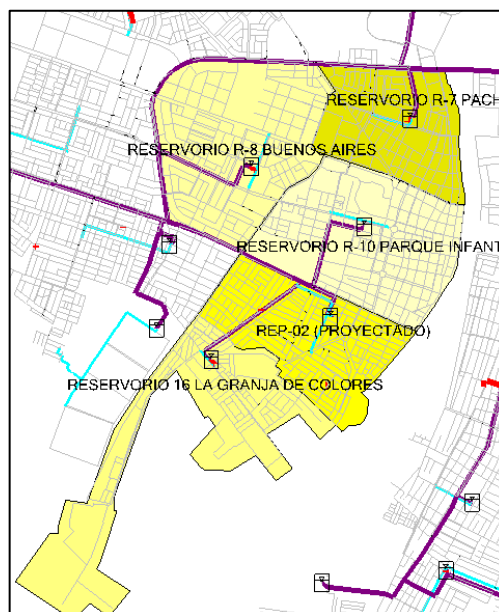 RESERVORIO R-7 PACH
RESERVORIO R-8 BUENOS AIRES
RESERVORIO R-10 PARQUE INFANT
REP-02 (PROYECTADO)
RESERVORIO 16 LA GRANJA DE COLORES